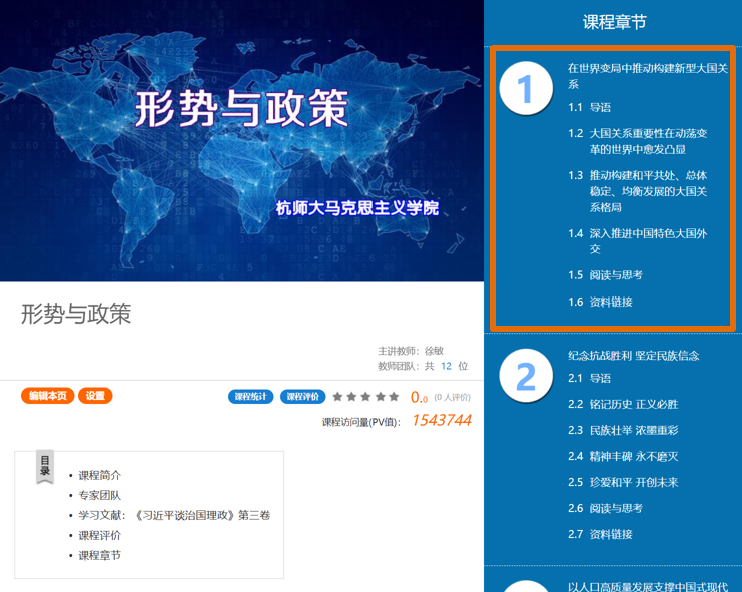 形势与政策
杭师大马克思主义学院
形势与政策
主讲教师：徐敏
教师团队：共 12 位
编辑本页 设置
课程统计 课程评价 0.0 (0 人评价)
课程访问量(PV值)： 1543744
目录
• 课程简介
• 专家团队
• 学习文献：《习近平谈治国理政》第三卷
• 课程评价
• 课程章节
课程章节
1
在世界变局中推动构建新型大国关
系
1.1 导语
1.2 大国关系重要性在动荡变
革的世界中愈发凸显
1.3 推动构建和平共处、总体
稳定、均衡发展的大国关
系格局
1.4 深入推进中国特色大国外
交
1.5 阅读与思考
1.6 资料链接
2
纪念抗战胜利 坚定民族信念
2.1 导语
2.2 铭记历史 正义必胜
2.3 民族壮举 浓墨重彩
2.4 精神丰碑 永不磨灭
2.5 珍爱和平 开创未来
2.6 阅读与思考
2.7 资料链接
以人口高质量发展支撑中国式现代